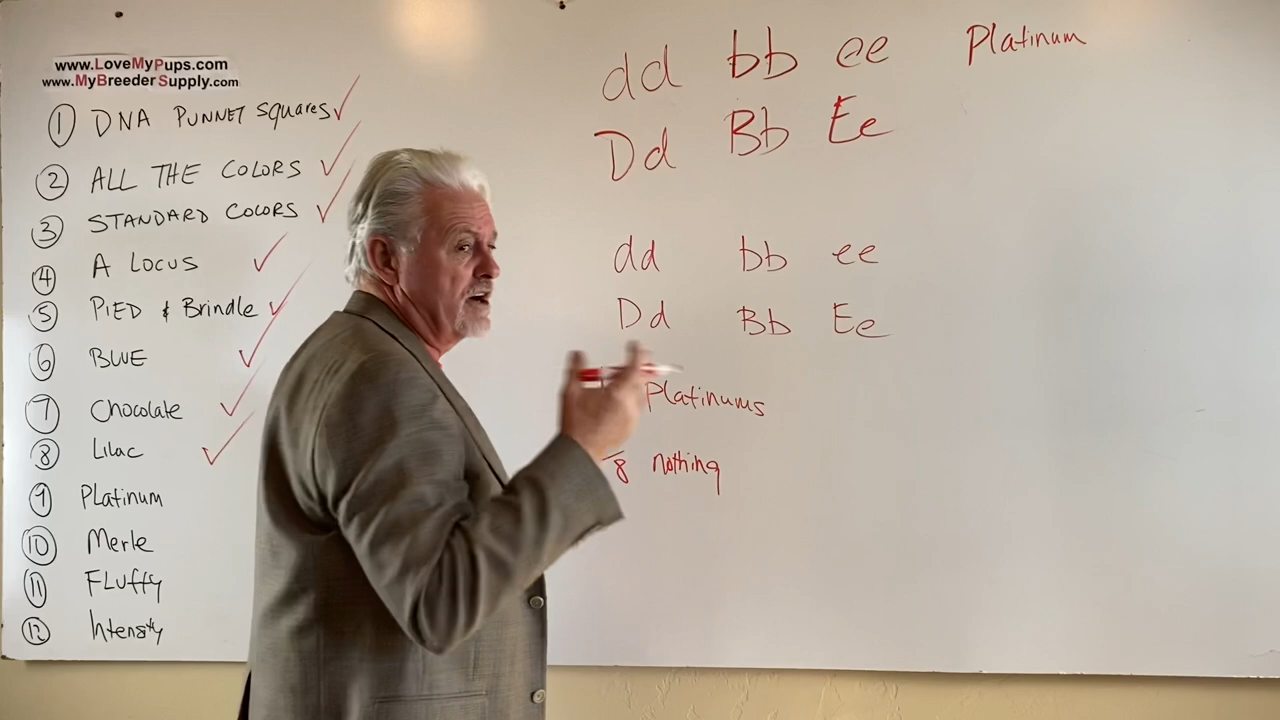 www.LoveMyPups.com
www.MyBreederSupply.com
1 DNA PUNNET squares ✓
2 ALL THE COLORS ✓
3 STANDARD COLORS ✓
4 A LOCUS ✓
5 PIED & Brindle ✓
6 BLUE ✓
7 Chocolate ✓
8 Lilac ✓
9 Platinum
10 Merle
11 FLuffy
12 Intensity
dd bb ee Platinum
Dd Bb Ee
dd bb ee
Dd Bb Ee
Platinums
8 nothing